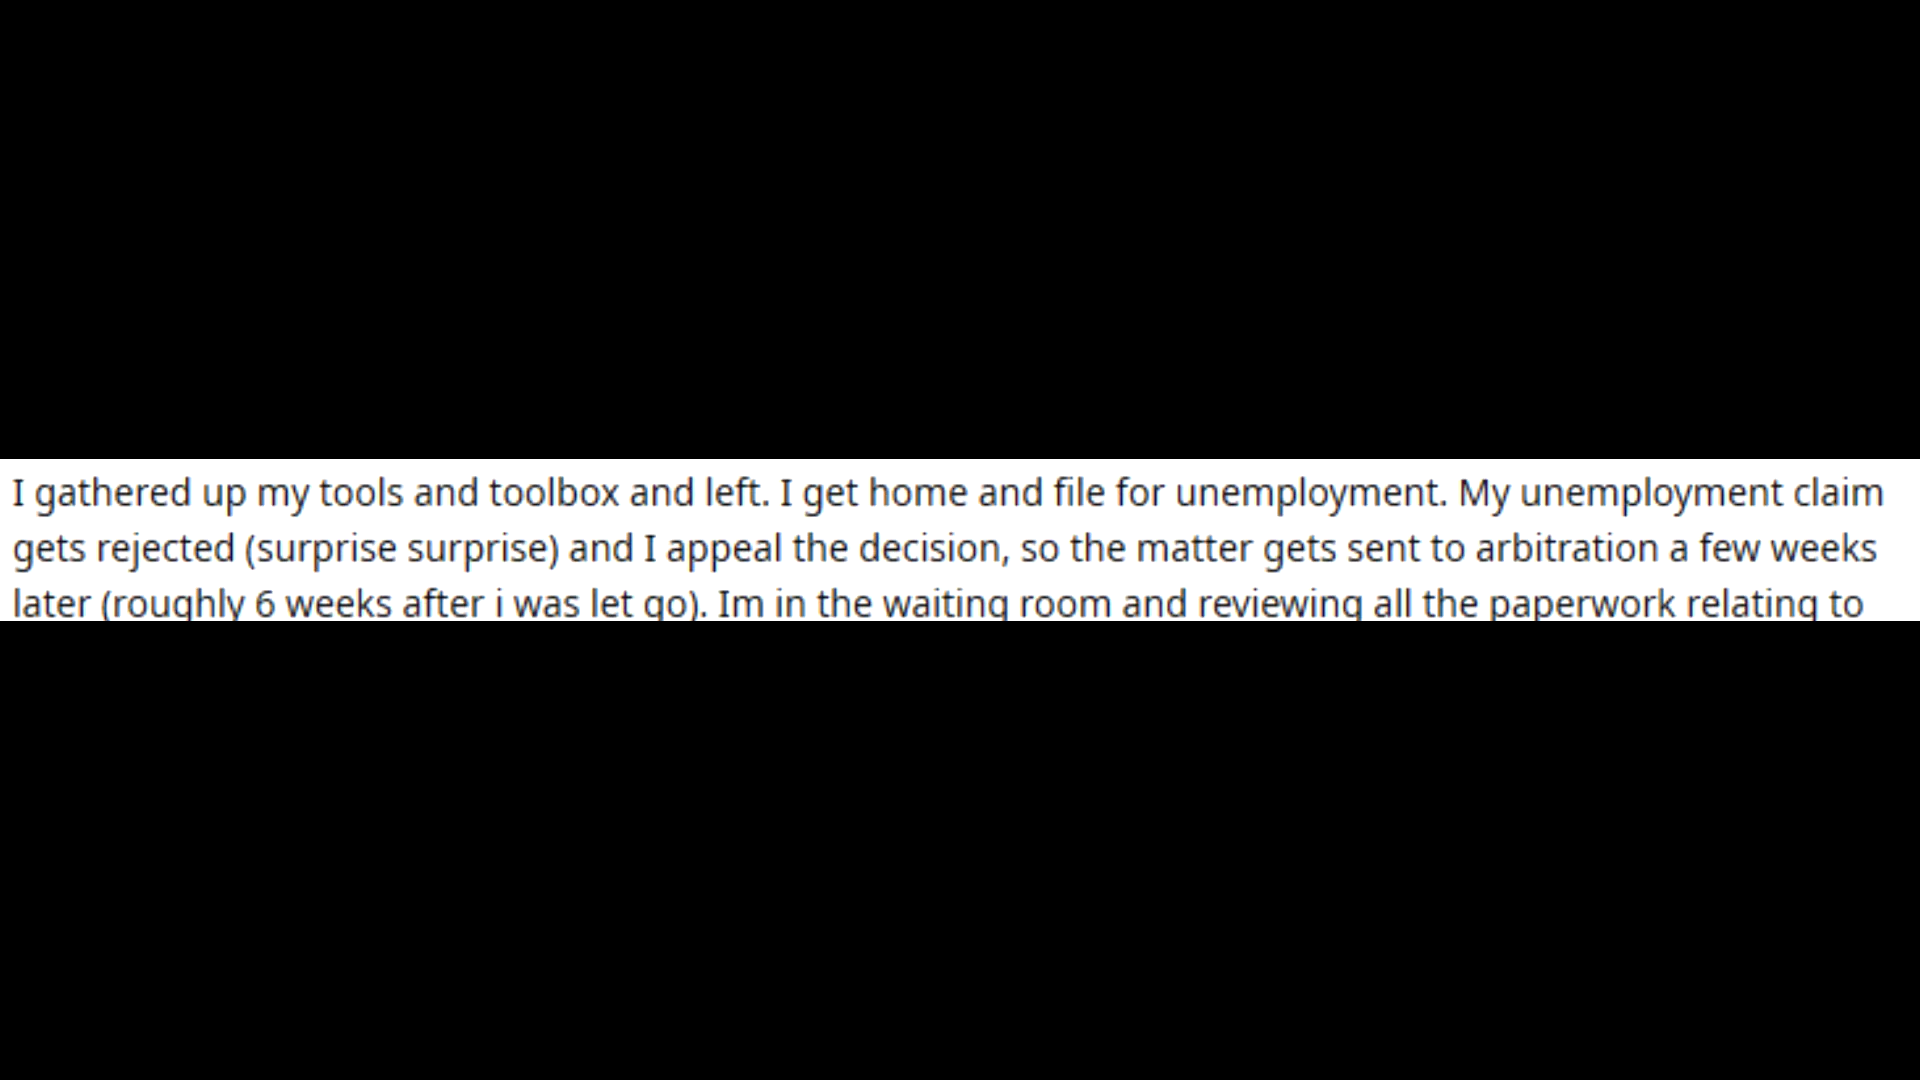 I gathered up my tools and toolbox and left. I get home and file for unemployment. My unemployment claim
gets rejected (surprise surprise) and I appeal the decision, so the matter gets sent to arbitration a few weeks
later (roughly 6 weeks after i was let go). Im in the waiting room and reviewing all the paperwork relating to